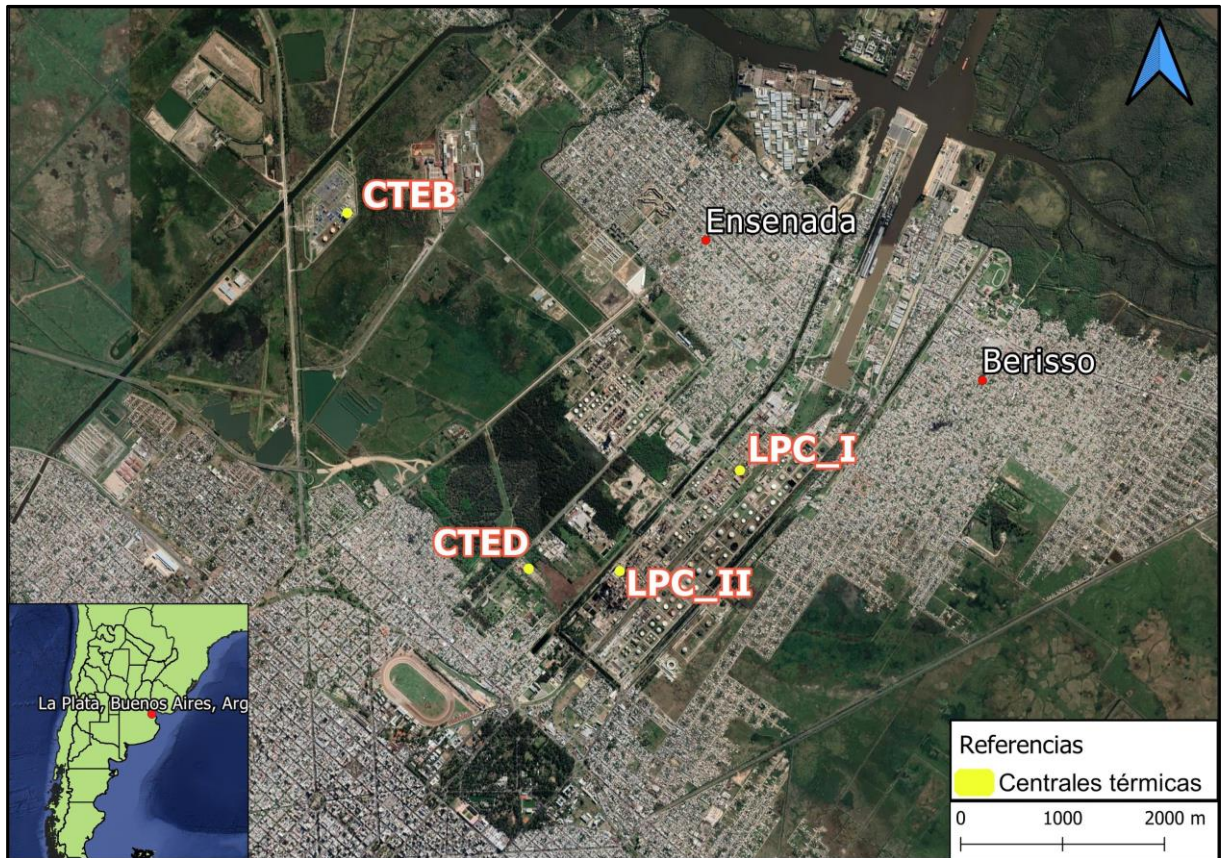 CTEB
Ensenada
Berisso
LPC_I
CTED
LPC_II
La Plata, Buenos Aires, Arg
Referencias
Centrales térmicas
0 1000 2000 m